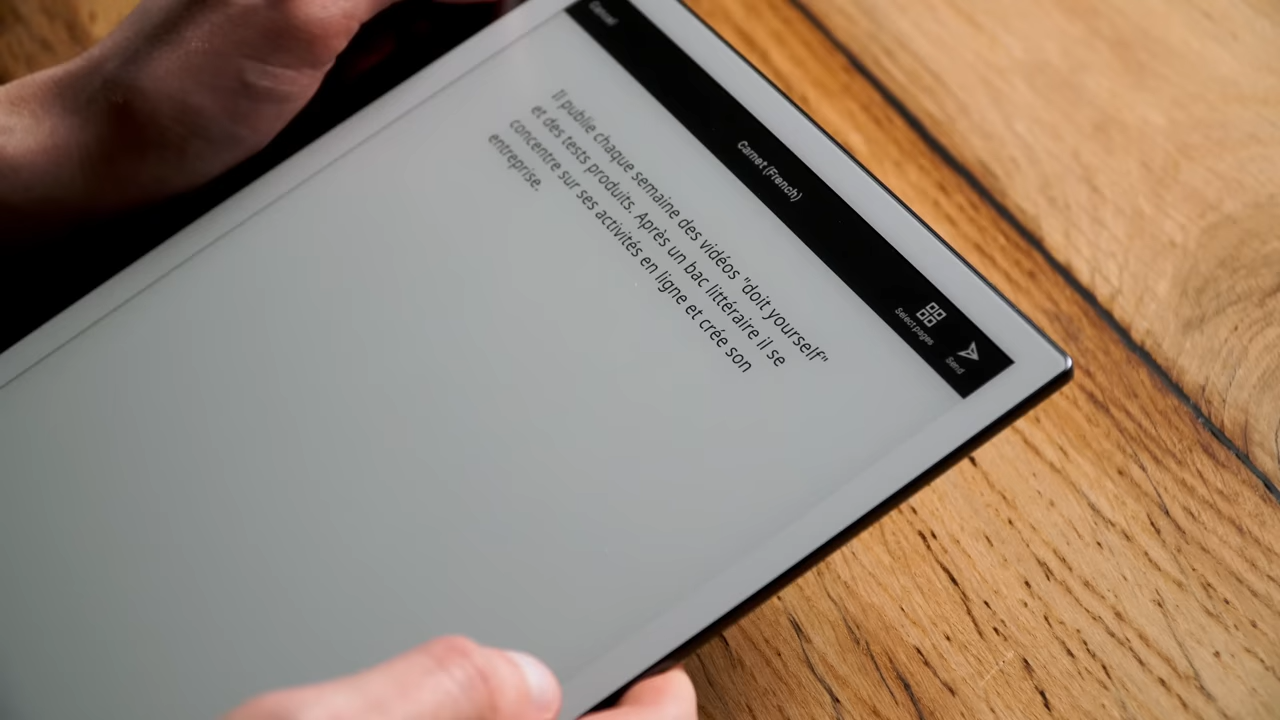 Cancel
Carnet (French)
Select pages
Send
Il publie chaque semaine des vidéos "doit yourself"
et des tests produits. Après un bac littéraire il se
concentre sur ses activités en ligne et crée son
entreprise.